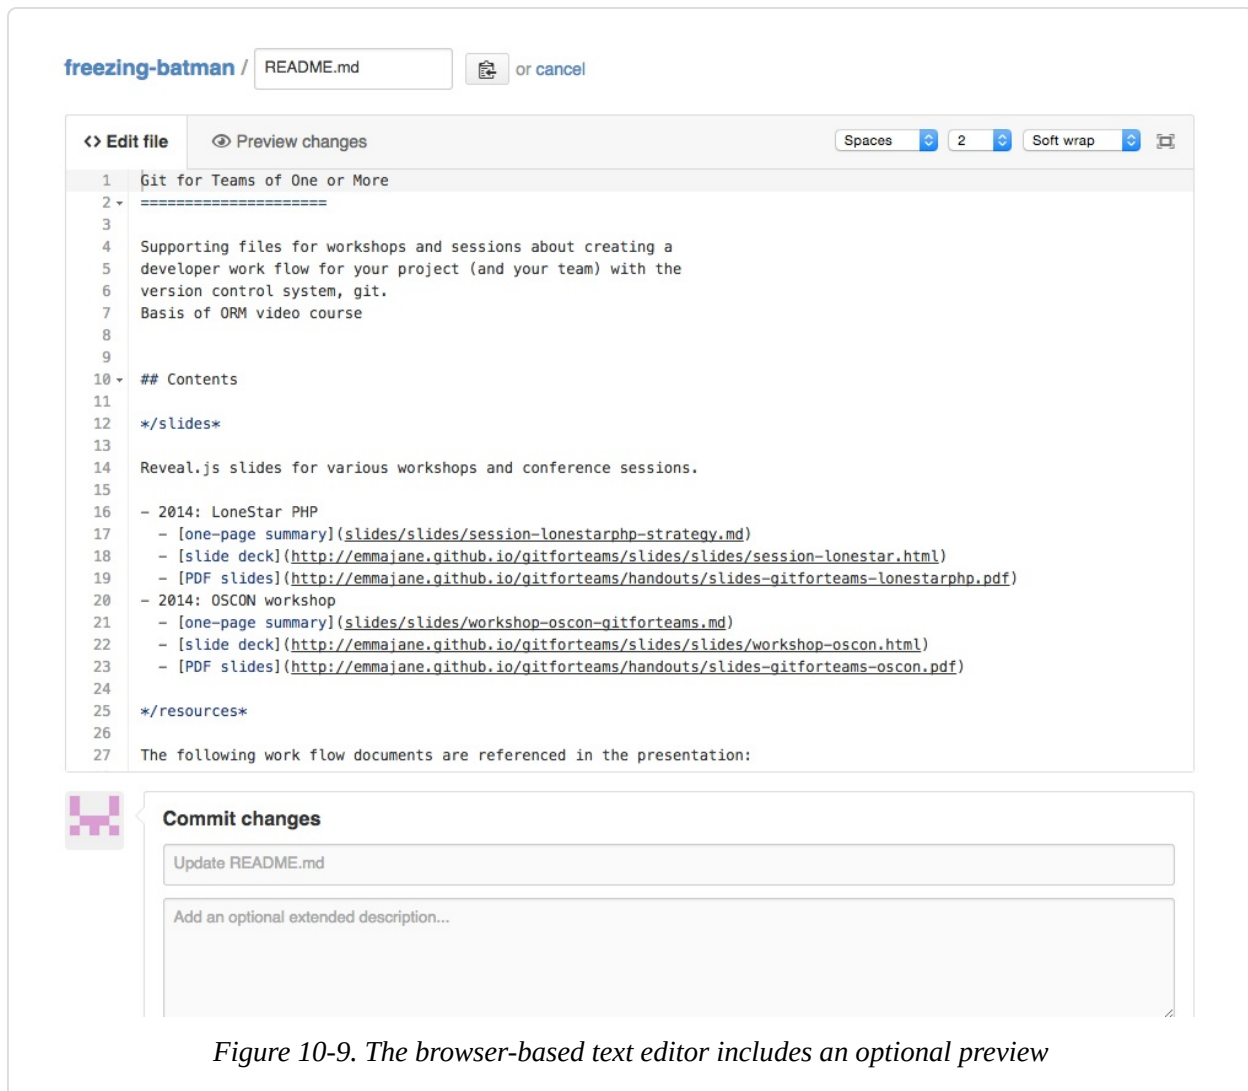 freezing-batman / README.md or cancel
<> Edit file Preview changes Spaces 2 Soft wrap
1 Git for Teams of One or More
2 =====================
3
4 Supporting files for workshops and sessions about creating a
5 developer work flow for your project (and your team) with the
6 version control system, git.
7 Basis of ORM video course
8
9
10 ## Contents
11
12 */slides*
13
14 Reveal.js slides for various workshops and conference sessions.
15
16 - 2014: LoneStar PHP
17 - [one-page summary](slides/slides/session-lonestarphp-strategy.md)
18 - [slide deck](http://emmajane.github.io/gitforteams/slides/slides/session-lonestar.html)
19 - [PDF slides](http://emmajane.github.io/gitforteams/handouts/slides-gitforteams-lonestarphp.pdf)
20 - 2014: OSCON workshop
21 - [one-page summary](slides/slides/workshop-oscon-gitforteams.md)
22 - [slide deck](http://emmajane.github.io/gitforteams/slides/slides/workshop-oscon.html)
23 - [PDF slides](http://emmajane.github.io/gitforteams/handouts/slides-gitforteams-oscon.pdf)
24
25 */resources*
26
27 The following work flow documents are referenced in the presentation:
Commit changes
Update README.md
Add an optional extended description...
Figure 10-9. The browser-based text editor includes an optional preview